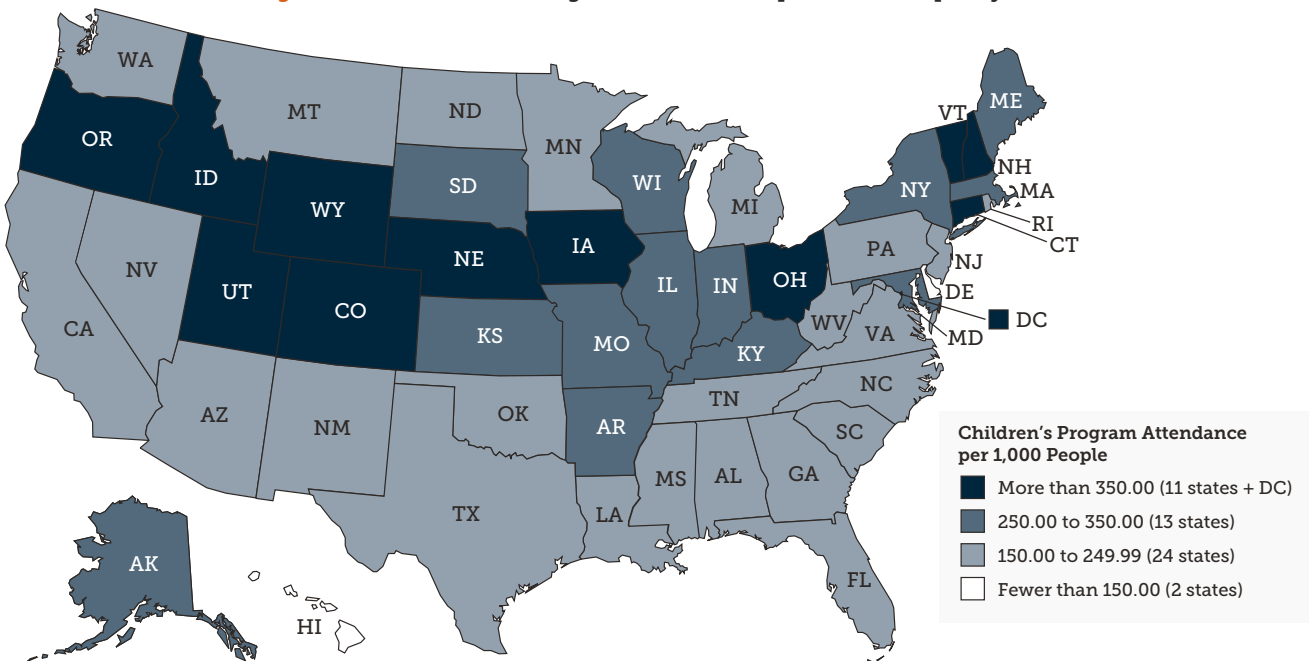 WA
MT
ND
MN
OR
ID
WY
SD
WI
MI
NY
VT
ME
NH
MA
RI
CT
NV
UT
CO
NE
IA
IL
IN
OH
PA
NJ
DE
DC
MD
CA
KS
MO
KY
WV
VA
AZ
NM
OK
AR
TN
NC
SC
TX
LA
MS
AL
GA
FL
AK
HI
Children's Program Attendance
per 1,000 People
More than 350.00 (11 states + DC)
250.00 to 350.00 (13 states)
150.00 to 249.99 (24 states)
Fewer than 150.00 (2 states)